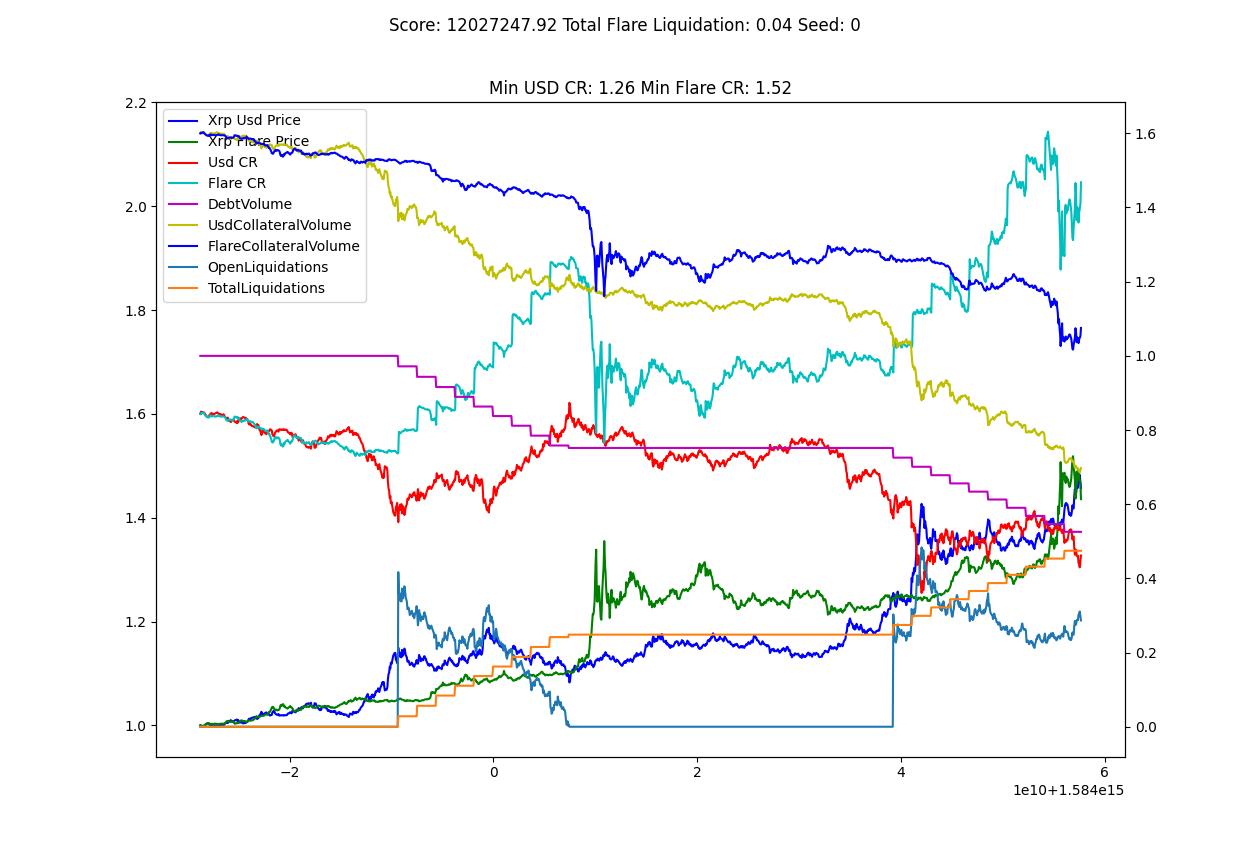 Score: 12027247.92 Total Flare Liquidation: 0.04 Seed: 0
Min USD CR: 1.26 Min Flare CR: 1.52
Xrp Usd Price
Xrp Flare Price
Usd CR
Flare CR
DebtVolume
UsdCollateralVolume
FlareCollateralVolume
OpenLiquidations
TotalLiquidations
2.2
2.0
1.8
1.6
1.4
1.2
1.0
1.6
1.4
1.2
1.0
0.8
0.6
0.4
0.2
0.0
−2 0 2 4 6
1e10+1.584e15